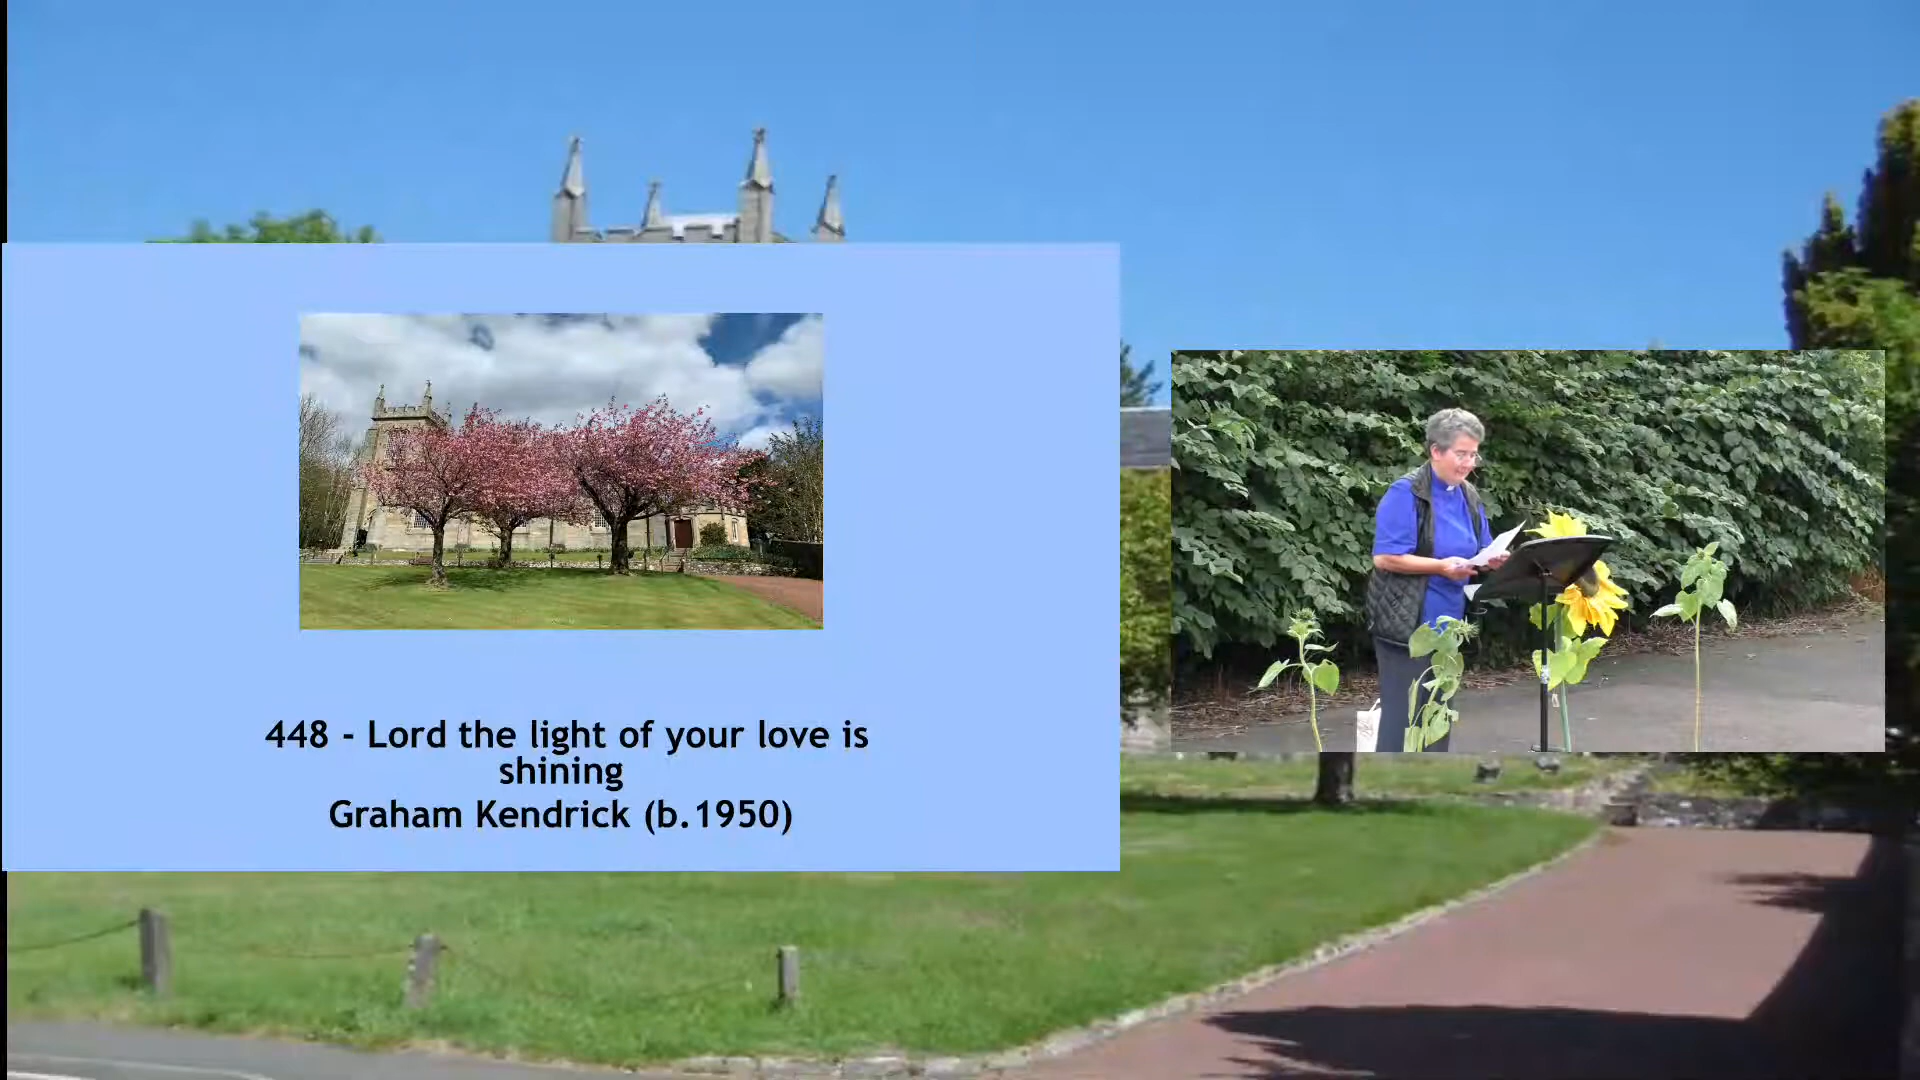 448 - Lord the light of your love is
shining
Graham Kendrick (b.1950)